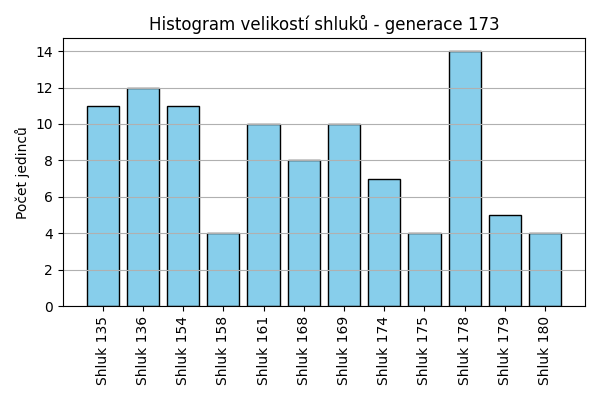 Histogram velikostí shluků - generace 173
Počet jedinců
14
12
10
8
6
4
2
0
Shluk 135
Shluk 136
Shluk 154
Shluk 158
Shluk 161
Shluk 168
Shluk 169
Shluk 174
Shluk 175
Shluk 178
Shluk 179
Shluk 180